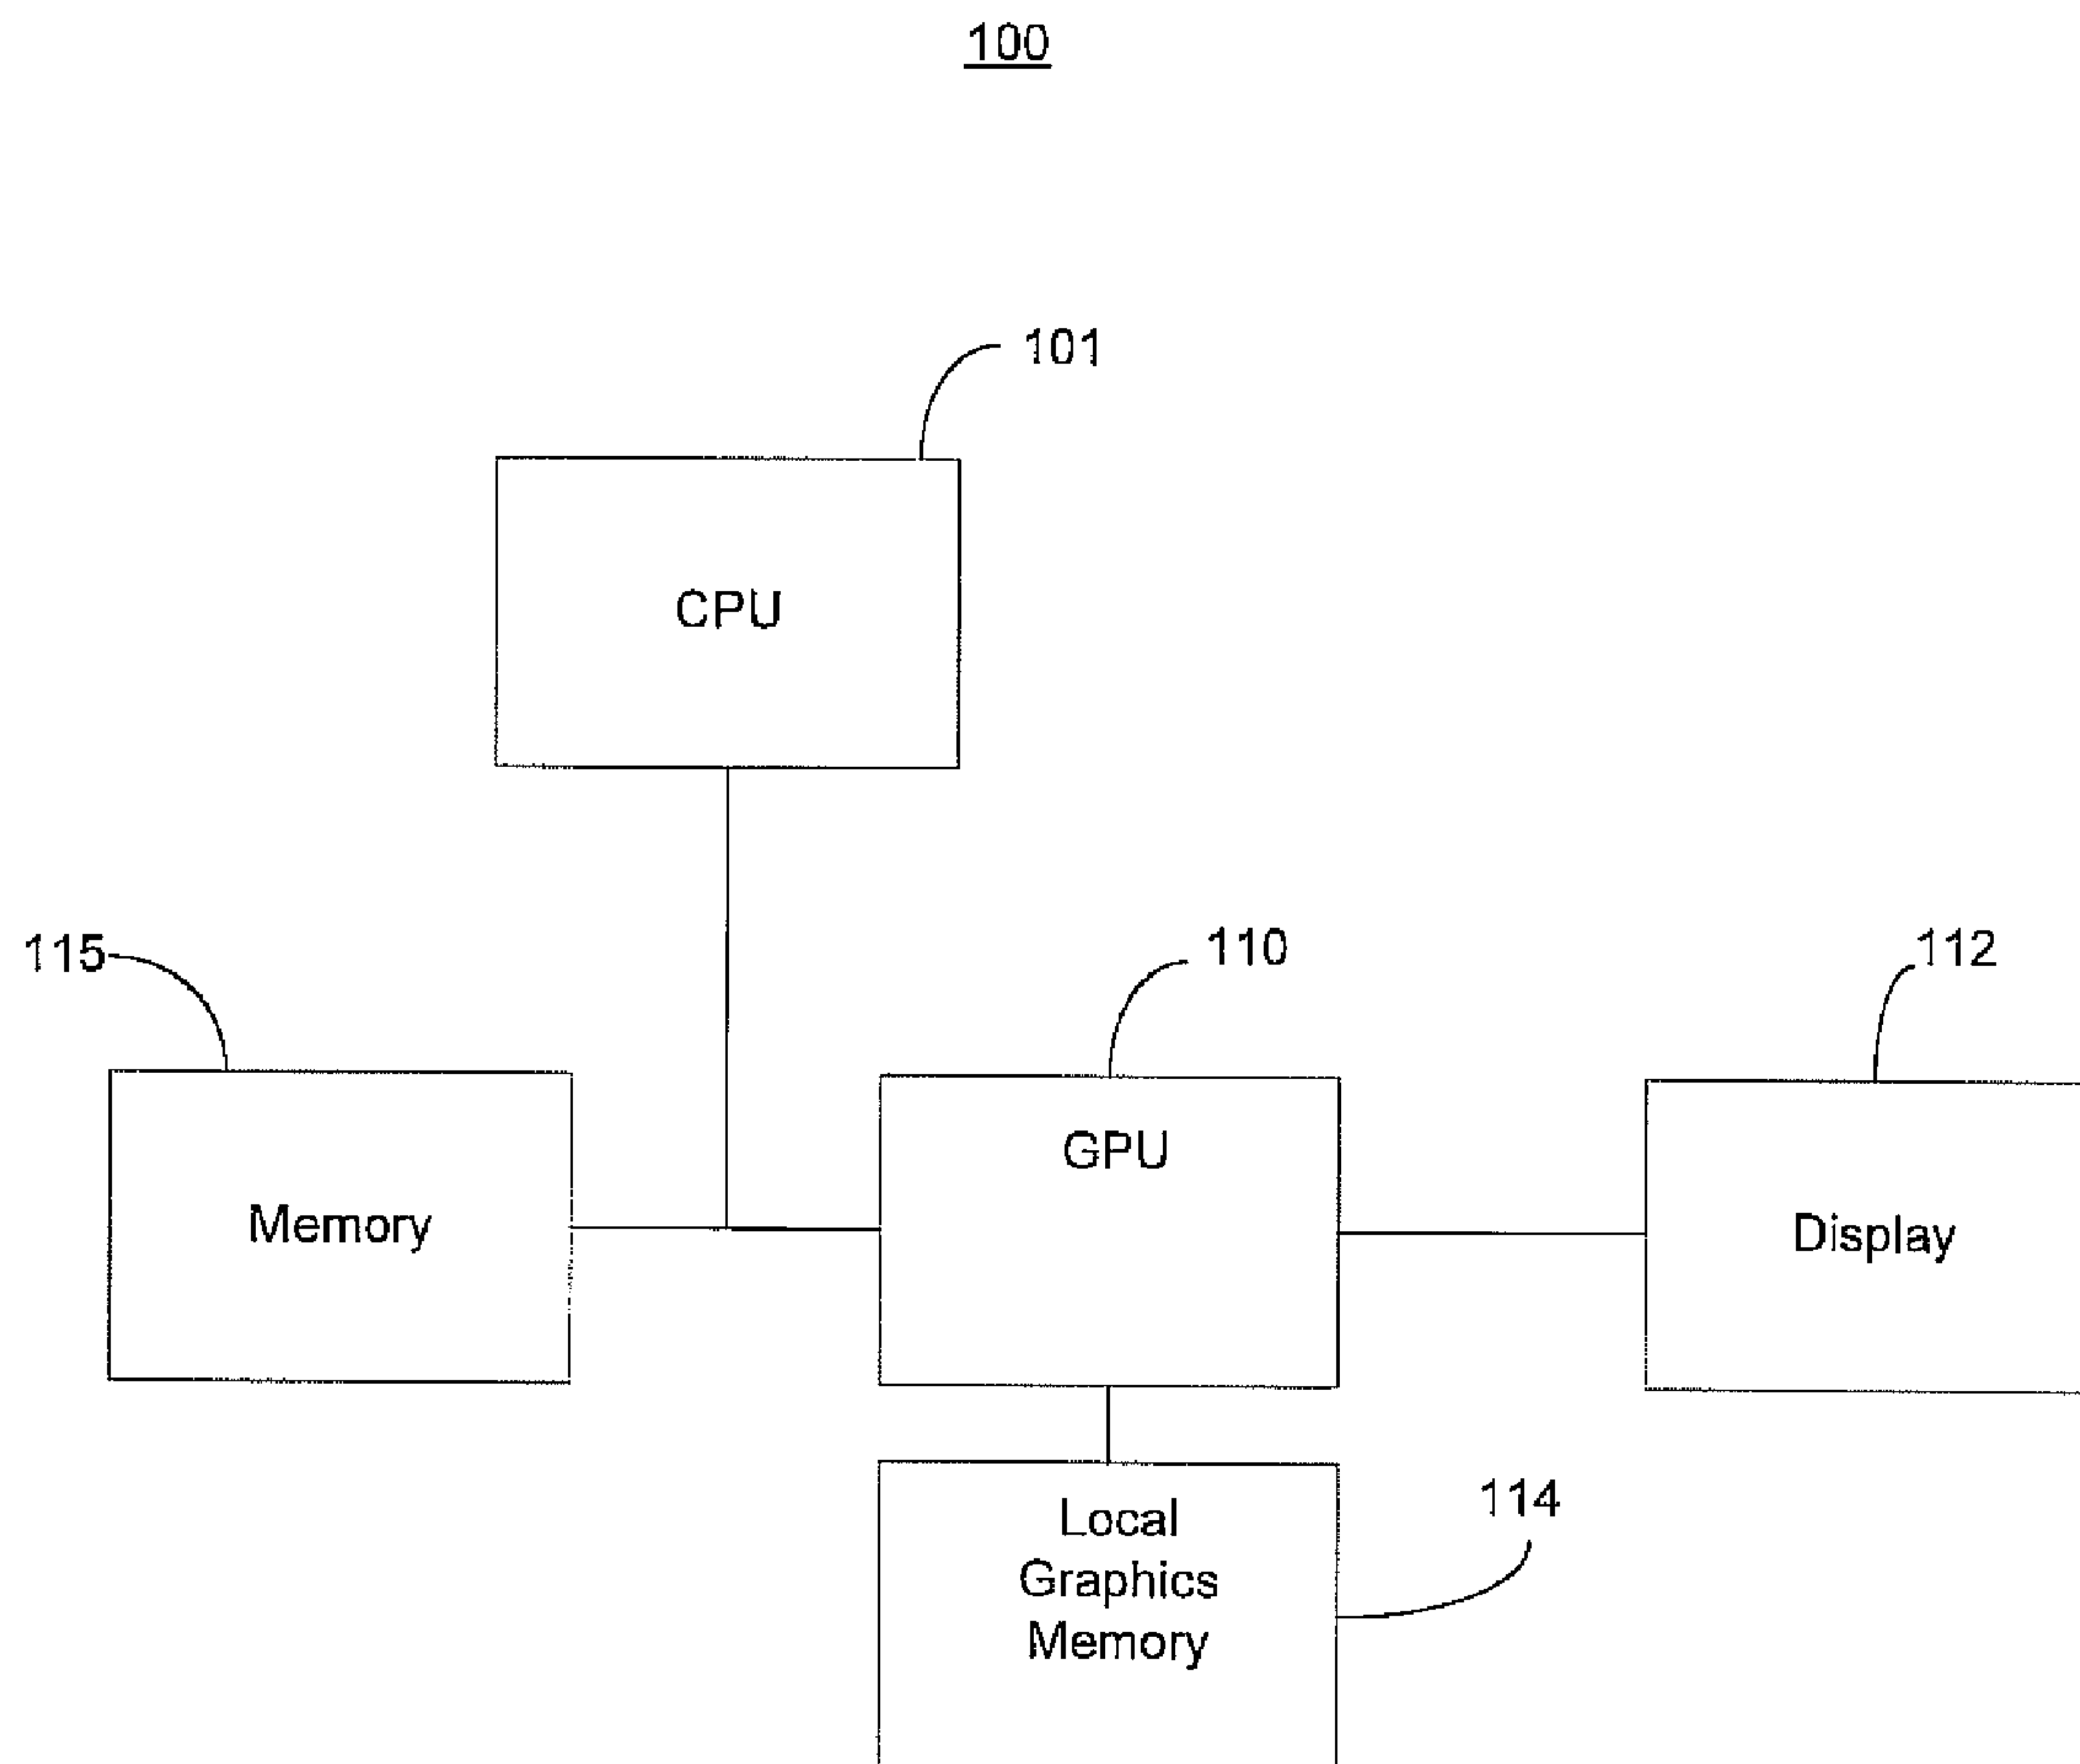 100
101
CPU
115
110
112
Memory
GPU
Display
Local
Graphics
Memory
114